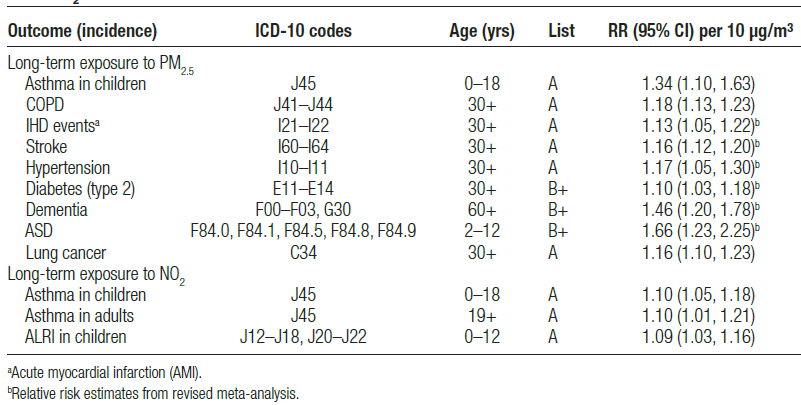 Outcome (incidence) ICD-10 codes Age (yrs) List RR (95% CI) per 10 µg/m³
Long-term exposure to PM2.5
Asthma in children J45 0–18 A 1.34 (1.10, 1.63)
COPD J41–J44 30+ A 1.18 (1.13, 1.23)
IHD eventsᵃ I21–I22 30+ A 1.13 (1.05, 1.22)ᵇ
Stroke I60–I64 30+ A 1.16 (1.12, 1.20)ᵇ
Hypertension I10–I11 30+ A 1.17 (1.05, 1.30)ᵇ
Diabetes (type 2) E11–E14 30+ B+ 1.10 (1.03, 1.18)ᵇ
Dementia F00–F03, G30 60+ B+ 1.46 (1.20, 1.78)ᵇ
ASD F84.0, F84.1, F84.5, F84.8, F84.9 2–12 B+ 1.66 (1.23, 2.25)ᵇ
Lung cancer C34 30+ A 1.16 (1.10, 1.23)
Long-term exposure to NO2
Asthma in children J45 0–18 A 1.10 (1.05, 1.18)
Asthma in adults J45 19+ A 1.10 (1.01, 1.21)
ALRI in children J12–J18, J20–J22 0–12 A 1.09 (1.03, 1.16)
ᵃAcute myocardial infarction (AMI).
ᵇRelative risk estimates from revised meta-analysis.